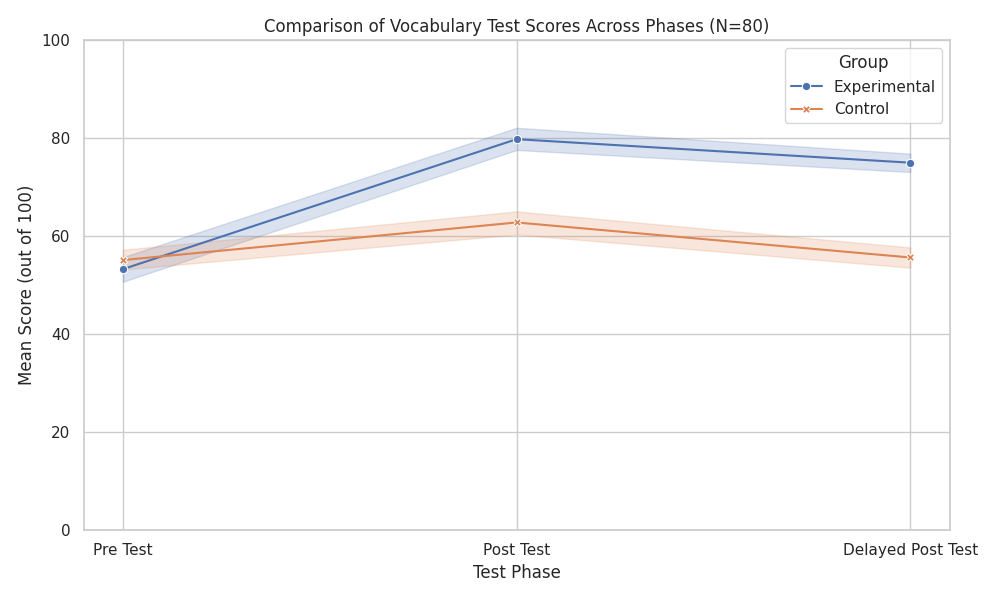 Comparison of Vocabulary Test Scores Across Phases (N=80)
Group
Experimental
Control
Mean Score (out of 100)
100
80
60
40
20
0
Pre Test
Post Test
Delayed Post Test
Test Phase